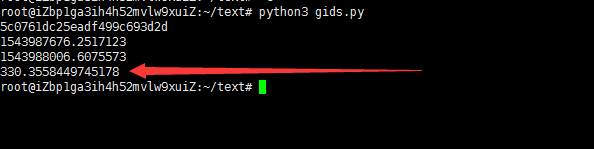 root@iZbp1ga3ih4h52mvlw9xuiZ:~/text# python3 gids.py
5c0761dc25eadf499c693d2d
1543987676.2517123
1543988006.6075573
330.3558449745178
root@iZbp1ga3ih4h52mvlw9xuiZ:~/text#